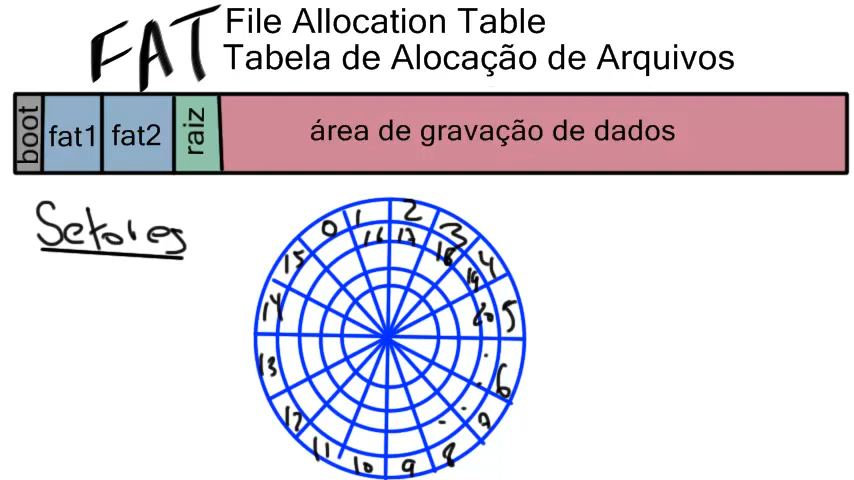 FAT File Allocation Table
Tabela de Alocação de Arquivos
boot fat1 fat2 raiz área de gravação de dados
Setores
0 1 2 3 4 5 6 7 8 9 10 11 12 13 14 15
16 17 18 19 20